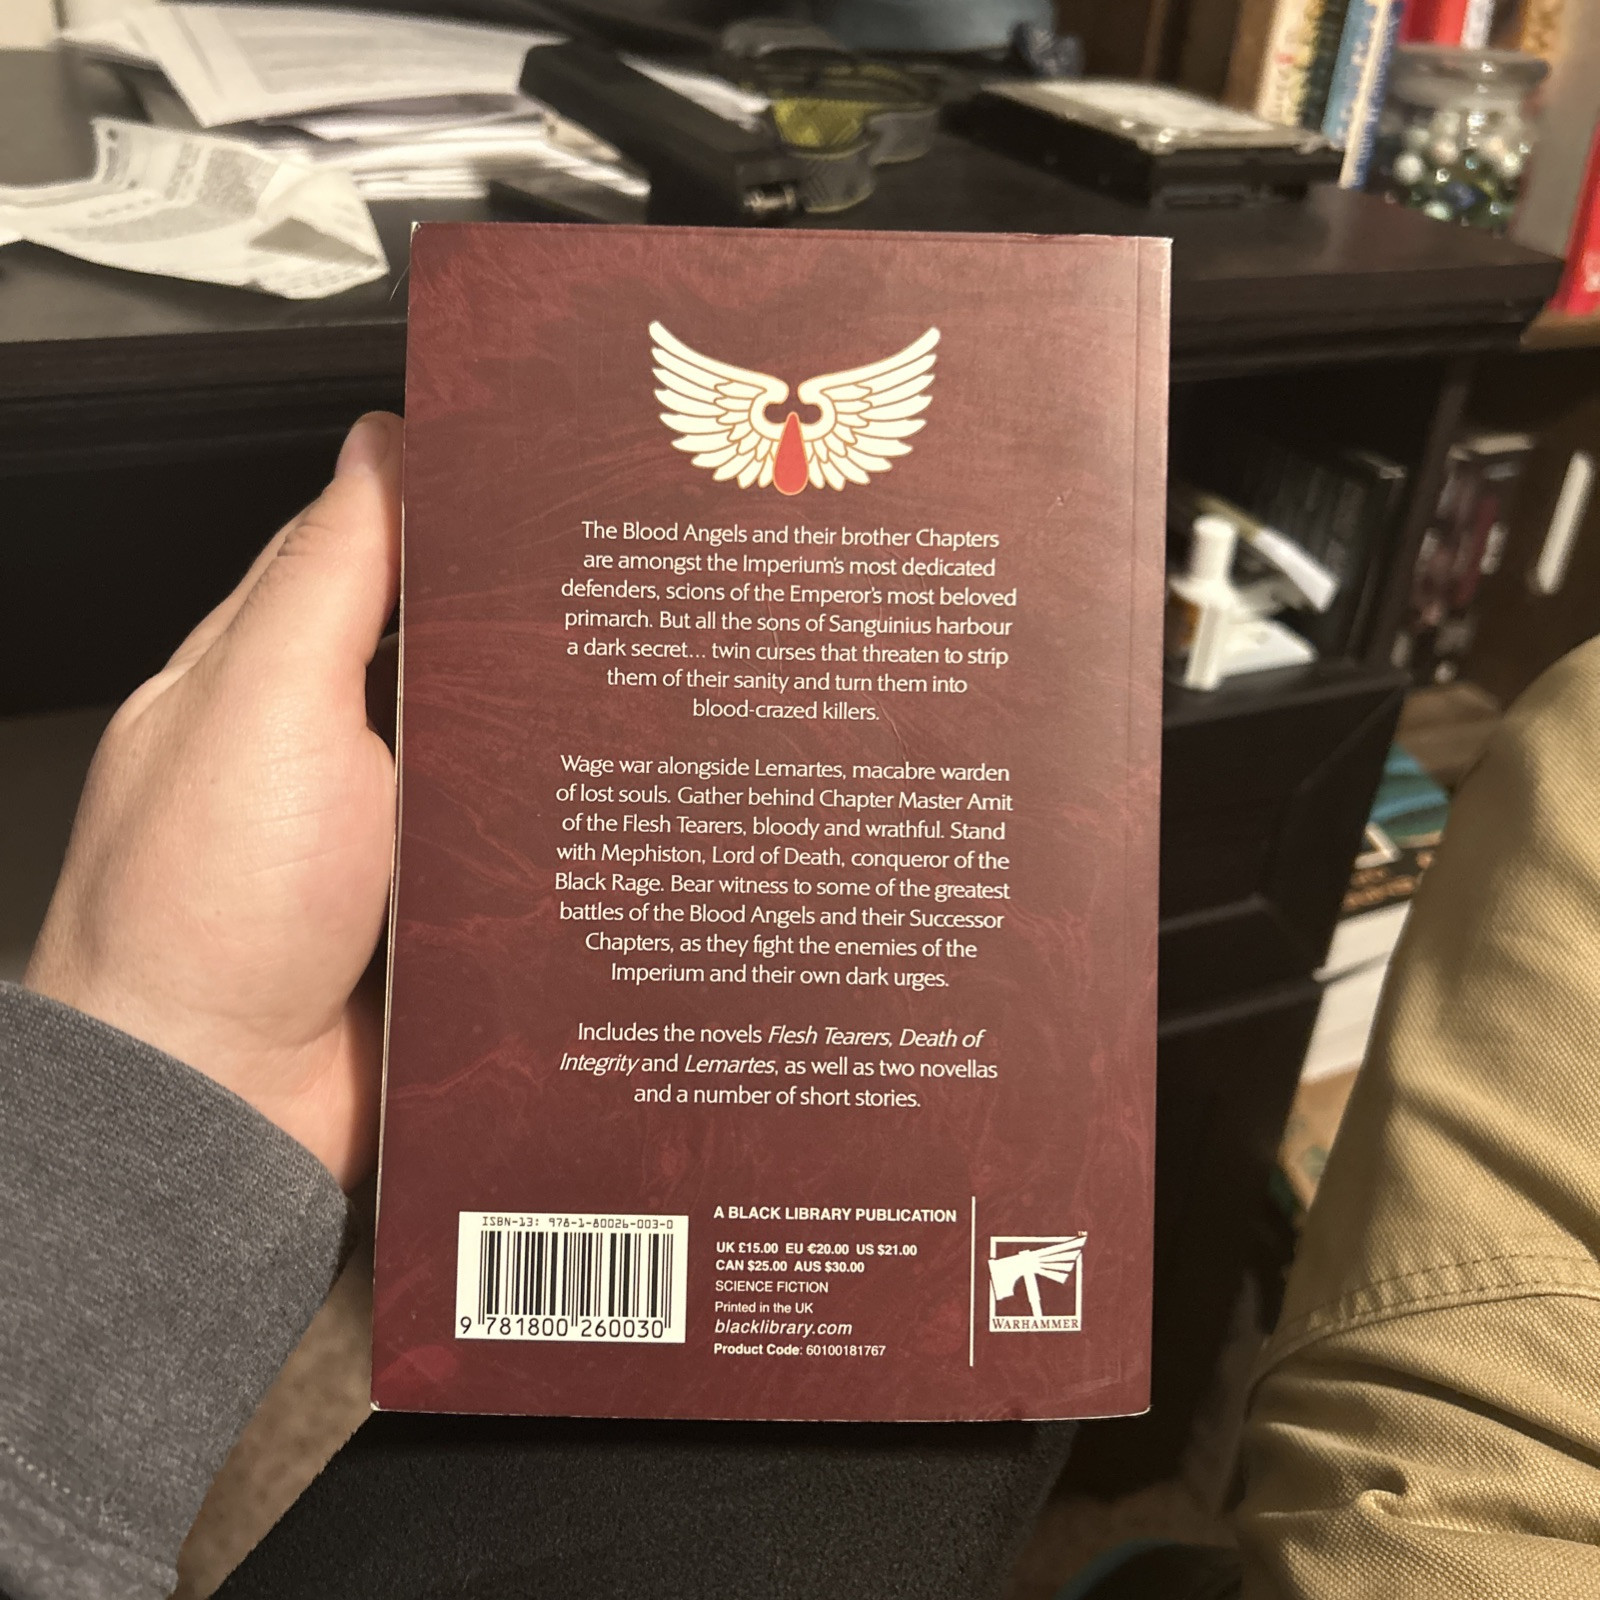 The Blood Angels and their brother Chapters
are amongst the Imperium's most dedicated
defenders, scions of the Emperor's most beloved
primarch. But all the sons of Sanguinius harbour
a dark secret... twin curses that threaten to strip
them of their sanity and turn them into
blood-crazed killers.
Wage war alongside Lemartes, macabre warden
of lost souls. Gather behind Chapter Master Amit
of the Flesh Tearers, bloody and wrathful. Stand
with Mephiston, Lord of Death, conqueror of the
Black Rage. Bear witness to some of the greatest
battles of the Blood Angels and their Successor
Chapters, as they fight the enemies of the
Imperium and their own dark urges.
Includes the novels Flesh Tearers, Death of
Integrity and Lemartes, as well as two novellas
and a number of short stories.
ISBN-13: 978-1-80026-003-0
9 781800 260030
A BLACK LIBRARY PUBLICATION
UK £15.00 EU €20.00 US $21.00
CAN $25.00 AUS $30.00
SCIENCE FICTION
Printed in the UK
blacklibrary.com
Product Code: 60100181767
WARHAMMER
TM